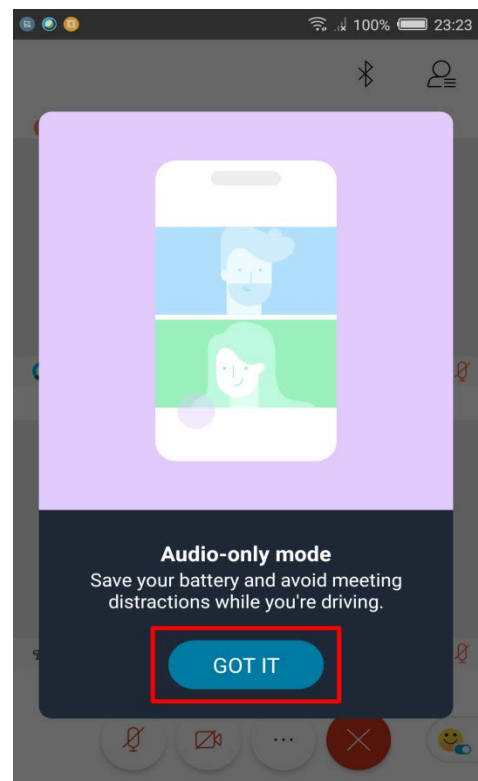 100% 23:23
Audio-only mode
Save your battery and avoid meeting
distractions while you're driving.
GOT IT